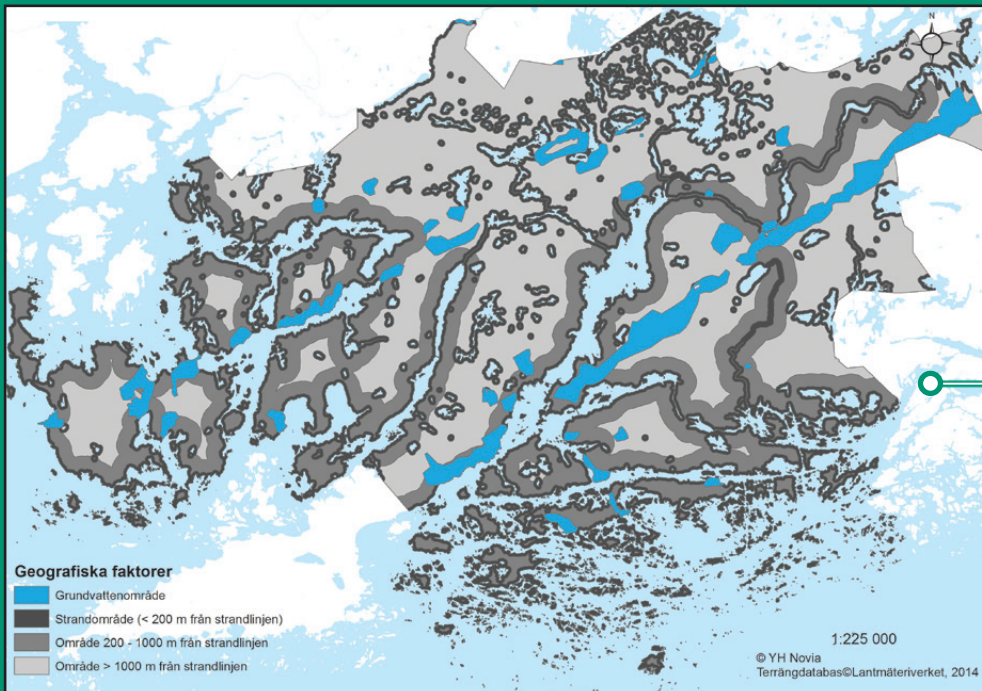 N
Geografiska faktorer
Grundvattenområde
Strandområde (< 200 m från strandlinjen)
Område 200 - 1000 m från strandlinjen
Område > 1000 m från strandlinjen
1:225 000
© YH Novia
Terrängdatabas©Lantmäteriverket, 2014